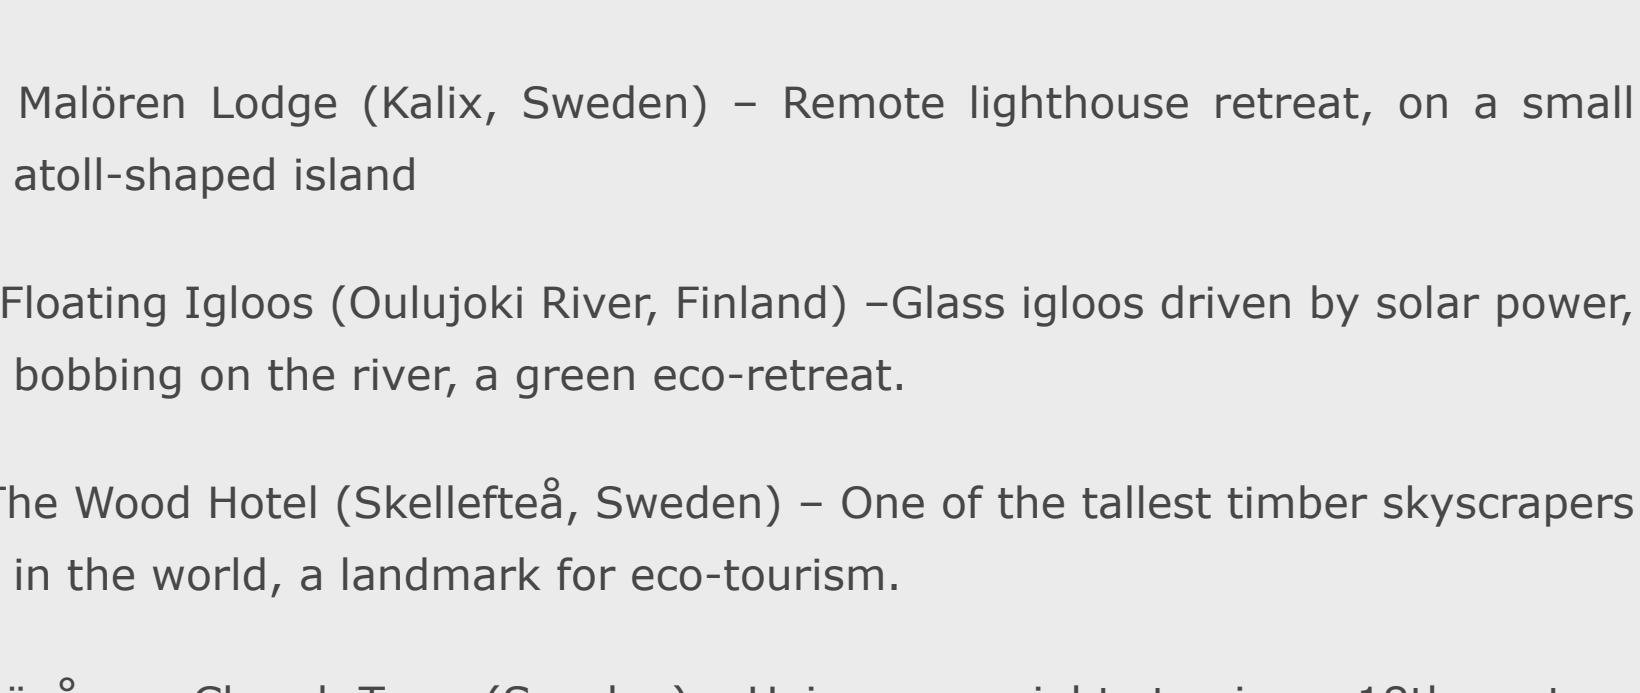 Malören Lodge (Kalix, Sweden) – Remote lighthouse retreat, on a small
atoll-shaped island
Floating Igloos (Oulujoki River, Finland) –Glass igloos driven by solar power,
bobbing on the river, a green eco-retreat.
The Wood Hotel (Skellefteå, Sweden) – One of the tallest timber skyscrapers
in the world, a landmark for eco-tourism.